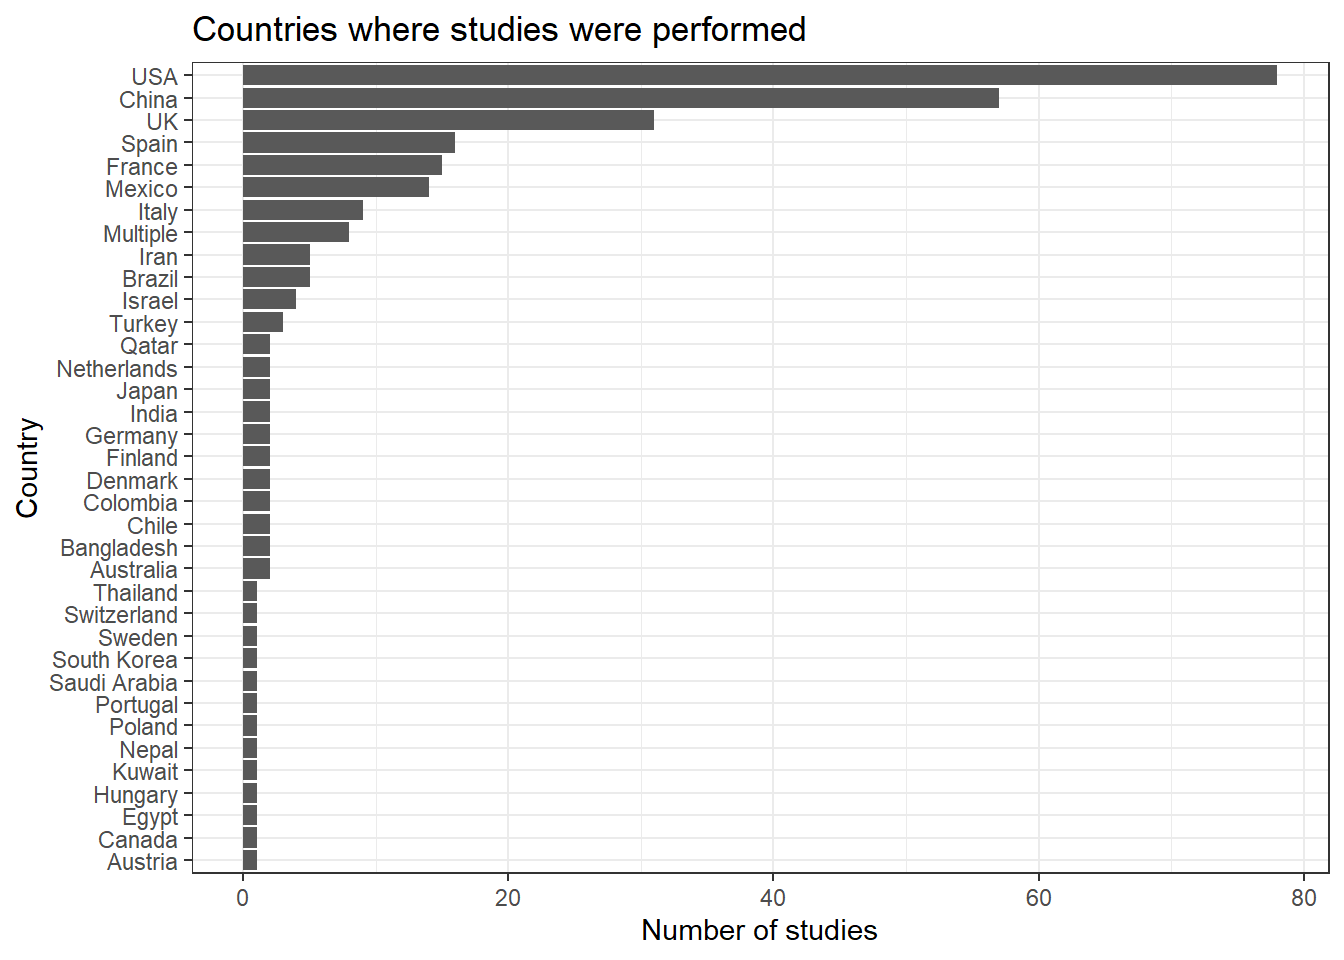 Countries where studies were performed
USA
China
UK
Spain
France
Mexico
Italy
Multiple
Iran
Brazil
Israel
Turkey
Qatar
Netherlands
Japan
India
Germany
Finland
Denmark
Colombia
Chile
Bangladesh
Australia
Thailand
Switzerland
Sweden
South Korea
Saudi Arabia
Portugal
Poland
Nepal
Kuwait
Hungary
Egypt
Canada
Austria
Country
0 20 40 60 80
Number of studies